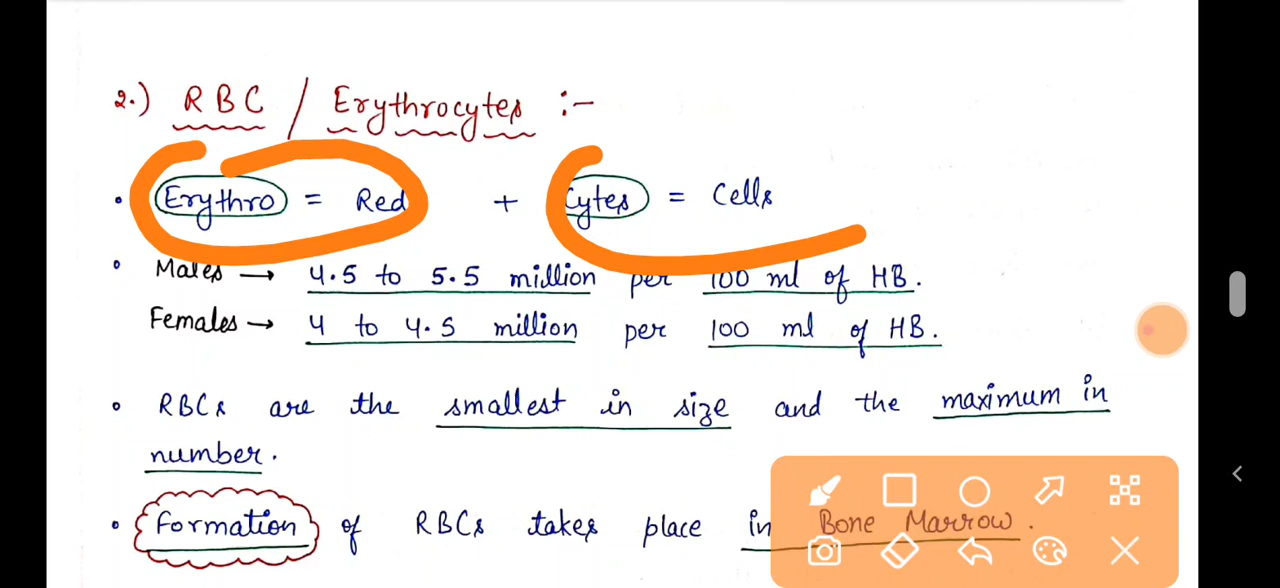 2.) RBC / Erythrocytes :-
• Erythro = Red + Cytes = Cells
• Males → 4.5 to 5.5 million per 100 ml of HB.
Females → 4 to 4.5 million per 100 ml of HB.
• RBCs are the smallest in size and the maximum in
number.
• Formation of RBCs takes place in Bone Marrow.